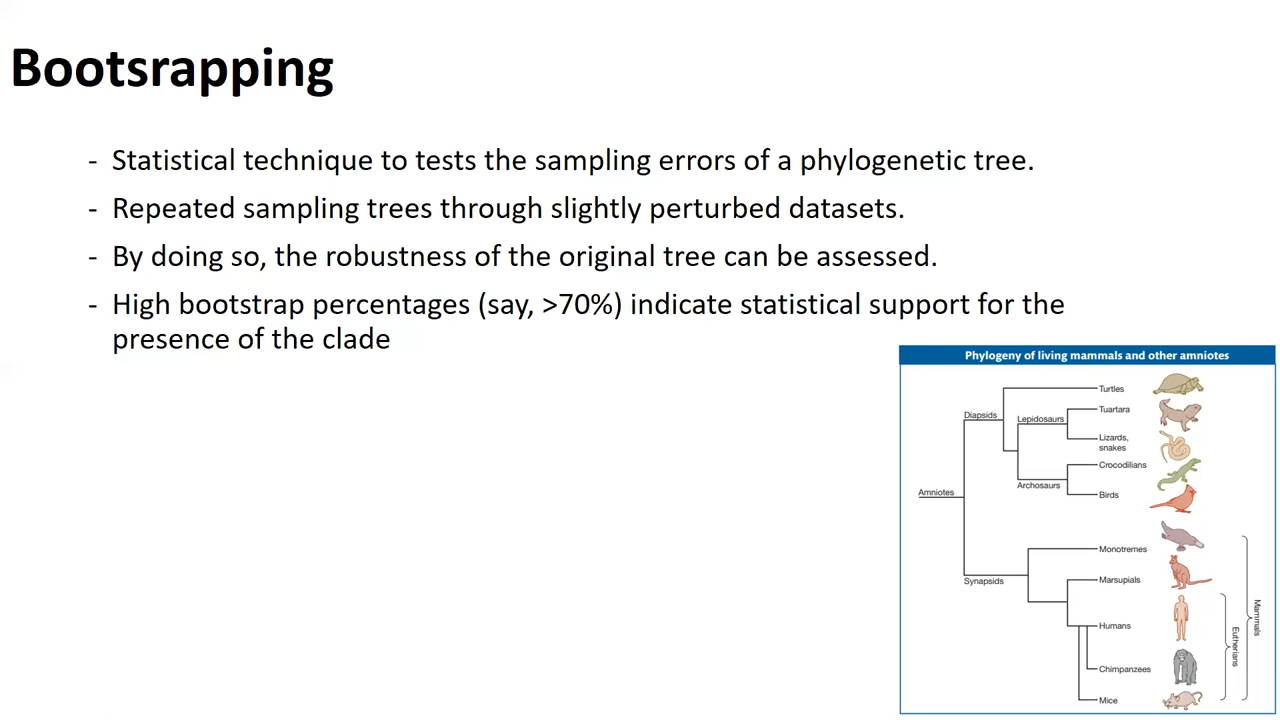 Bootsrapping
- Statistical technique to tests the sampling errors of a phylogenetic tree.
- Repeated sampling trees through slightly perturbed datasets.
- By doing so, the robustness of the original tree can be assessed.
- High bootstrap percentages (say, >70%) indicate statistical support for the
presence of the clade
Phylogeny of living mammals and other amniotes
Turtles
Diapsids
Lepidosaurs
Tuartara
Lizards,
snakes
Crocodilians
Archosaurs
Birds
Amniotes
Monotremes
Synapsids
Marsupials
Humans
Chimpanzees
Mice
Eutherians
Mammals